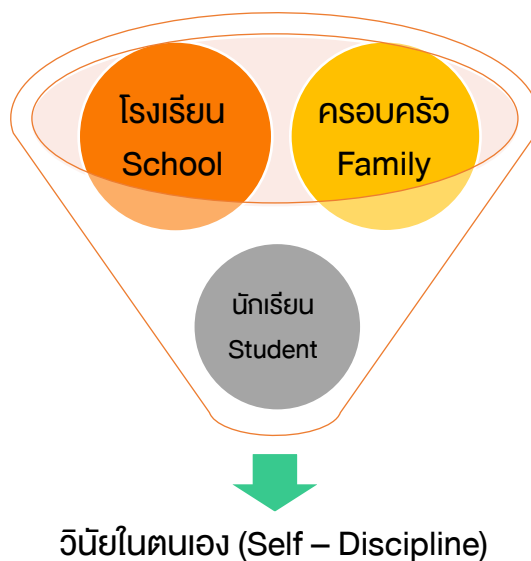 โรงเรียน
School
ครอบครัว
Family
นักเรียน
Student
วินัยในตนเอง (Self – Discipline)